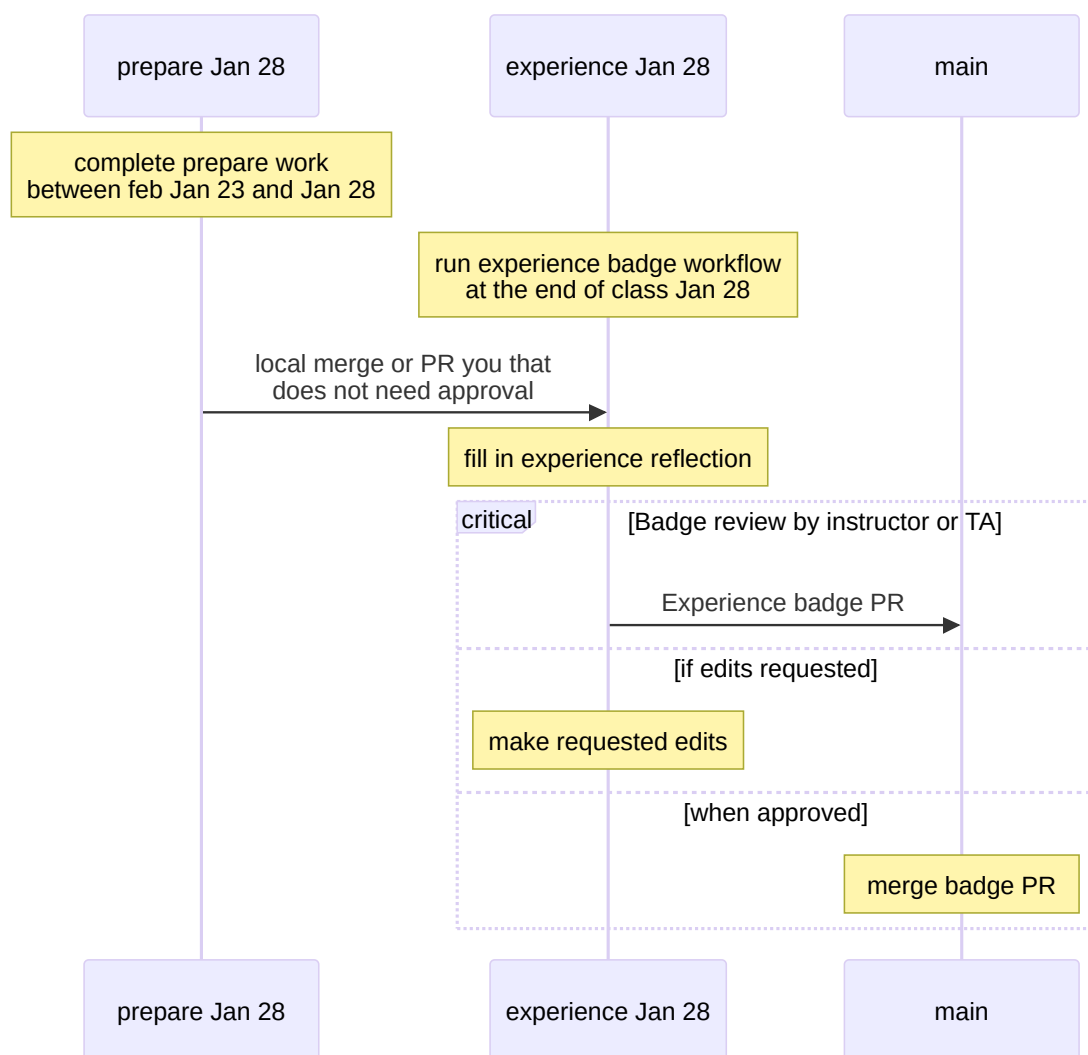 prepare Jan 28
experience Jan 28
main
complete prepare work
between feb Jan 23 and Jan 28
run experience badge workflow
at the end of class Jan 28
local merge or PR you that
does not need approval
fill in experience reflection
critical
[Badge review by instructor or TA]
Experience badge PR
[if edits requested]
make requested edits
[when approved]
merge badge PR
prepare Jan 28
experience Jan 28
main